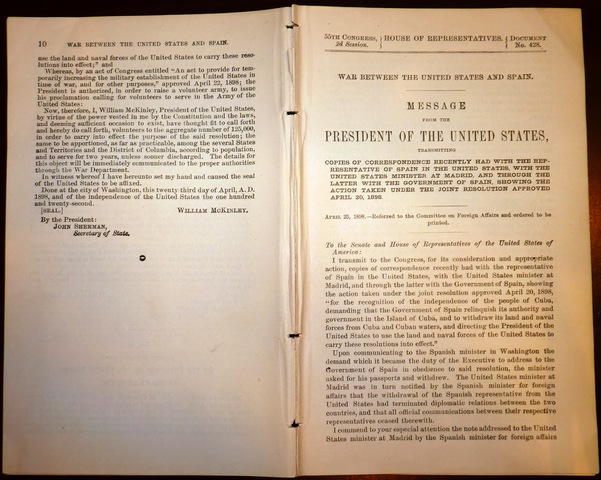 10 WAR BETWEEN THE UNITED STATES AND SPAIN.
use the land and naval forces of the United States to carry these reso-
lutions into effect;" and
Whereas, by an act of Congress entitled "An act to provide for tem-
porarily increasing the military establishment of the United States in
time of war, and for other purposes," approved April 22, 1898; the
President is authorized, in order to raise a volunteer army, to issue
his proclamation calling for volunteers to serve in the Army of the
United States:
Now, therefore, I, William McKinley, President of the United States,
by virtue of the power vested in me by the Constitution and the laws,
and deeming sufficient occasion to exist, have thought fit to call forth
and hereby do call forth, volunteers to the aggregate number of 125,000,
in order to carry into effect the purpose of the said resolution; the
same to be apportioned, as far as practicable, among the several States
and Territories and the District of Columbia, according to population,
and to serve for two years, unless sooner discharged. The details for
this object will be immediately communicated to the proper authorities
through the War Department.
In witness whereof I have hereunto set my hand and caused the seal
of the United States to be affixed.
Done at the city of Washington, this twenty third day of April, A. D.
1898, and of the independence of the United States the one hundred
and twenty-second.
[SEAL.] WILLIAM MCKINLEY.
By the President:
JOHN SHERMAN,
Secretary of State.
55TH CONGRESS, 2d Session. HOUSE OF REPRESENTATIVES. DOCUMENT No. 428.
WAR BETWEEN THE UNITED STATES AND SPAIN.
MESSAGE
FROM THE
PRESIDENT OF THE UNITED STATES,
TRANSMITTING
COPIES OF CORRESPONDENCE RECENTLY HAD WITH THE REP-
RESENTATIVE OF SPAIN IN THE UNITED STATES, WITH THE
UNITED STATES MINISTER AT MADRID, AND THROUGH THE
LATTER WITH THE GOVERNMENT OF SPAIN, SHOWING THE
ACTION TAKEN UNDER THE JOINT RESOLUTION APPROVED
APRIL 20, 1898.
APRIL 25, 1898.—Referred to the Committee on Foreign Affairs and ordered to be
printed.
To the Senate and House of Representatives of the United States of
America:
I transmit to the Congress, for its consideration and appropriate
action, copies of correspondence recently had with the representative
of Spain in the United States, with the United States minister at
Madrid, and through the latter with the Government of Spain, showing
the action taken under the joint resolution approved April 20, 1898,
"for the recognition of the independence of the people of Cuba,
demanding that the Government of Spain relinquish its authority and
government in the Island of Cuba, and to withdraw its land and naval
forces from Cuba and Cuban waters, and directing the President of the
United States to use the land and naval forces of the United States to
carry these resolutions into effect."
Upon communicating to the Spanish minister in Washington the
demand which it became the duty of the Executive to address to the
Government of Spain in obedience to said resolution, the minister
asked for his passports and withdrew. The United States minister at
Madrid was in turn notified by the Spanish minister for foreign
affairs that the withdrawal of the Spanish representative from the
United States had terminated diplomatic relations between the two
countries, and that all official communications between their respective
representatives ceased therewith.
I commend to your especial attention the note addressed to the United
States minister at Madrid by the Spanish minister for foreign affairs